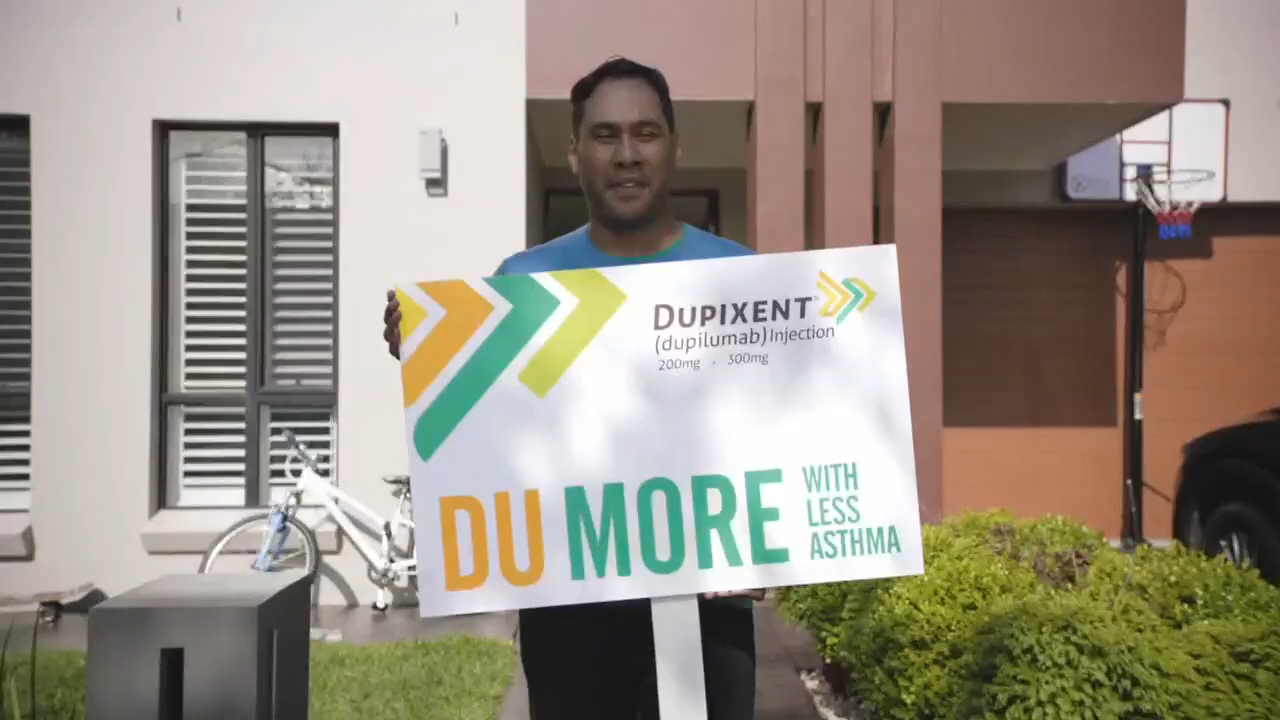 DUPIXENT
(dupilumab) Injection
200mg · 300mg
DU MORE WITH
LESS
ASTHMA